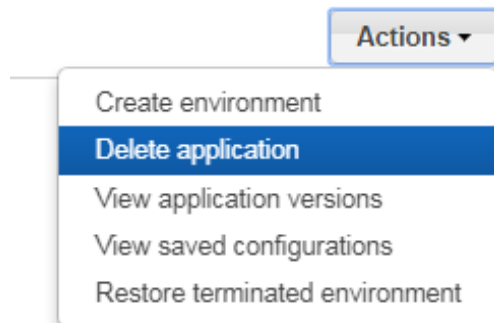 Actions
Create environment
Delete application
View application versions
View saved configurations
Restore terminated environment